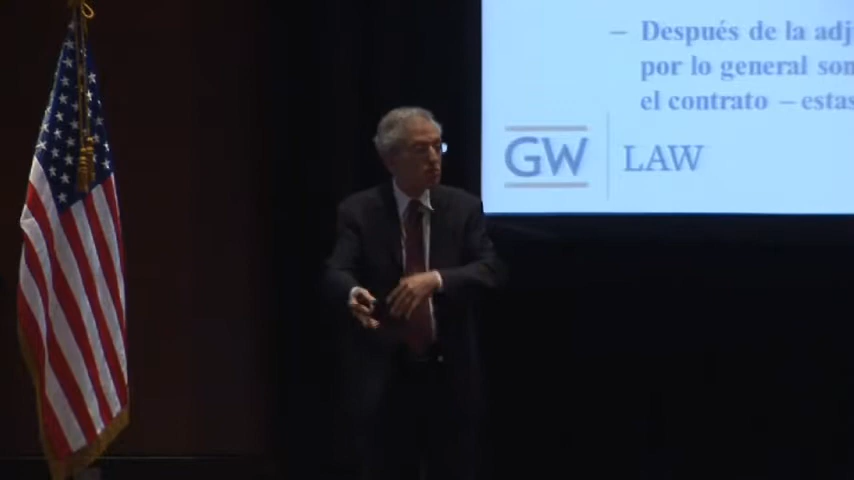 – Después de la adj
por lo general son
el contrato – estas
GW LAW